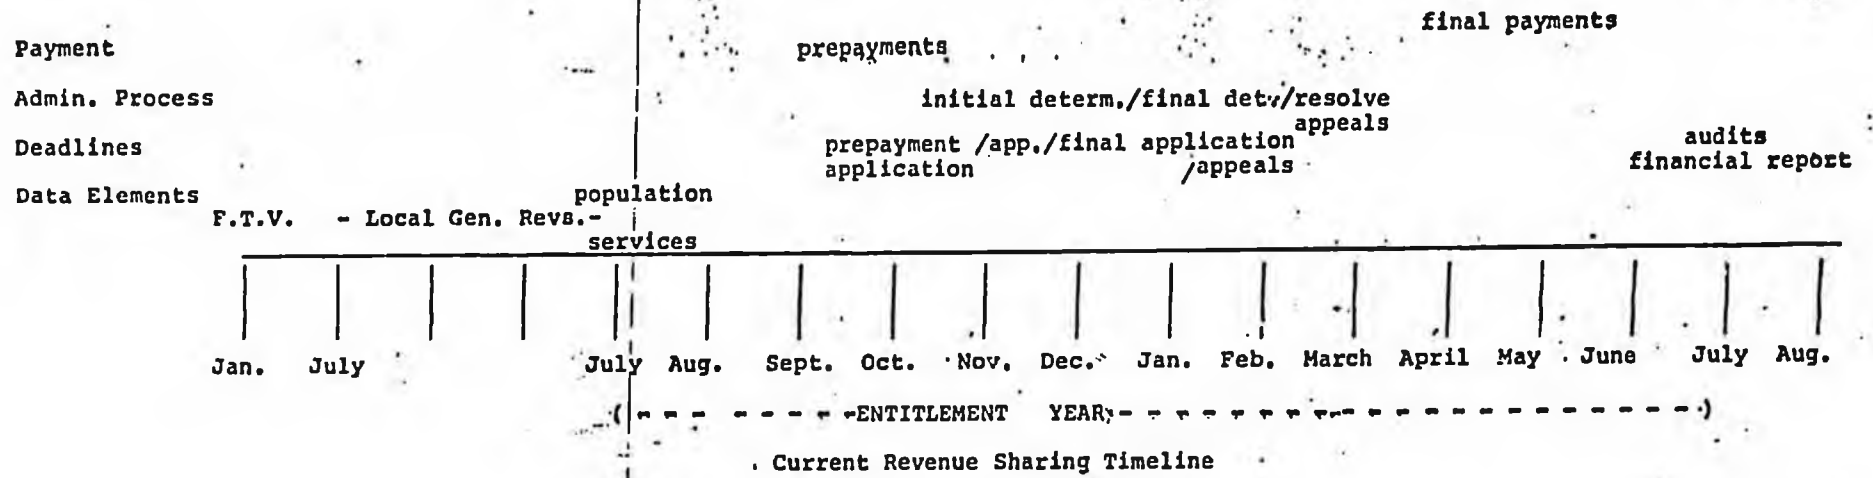 final payments
Payment prepayments
Admin. Process initial determ./final det./resolve
appeals
Deadlines prepayment /app./final application audits
application /appeals financial report
Data Elements population
F.T.V. - Local Gen. Revs.-
services
Jan. July July Aug. Sept. Oct. Nov. Dec. Jan. Feb. March April May June July Aug.
(- - - - - - - -ENTITLEMENT YEAR- - - - - - - - - - - - - - - - - - - - -)
Current Revenue Sharing Timeline